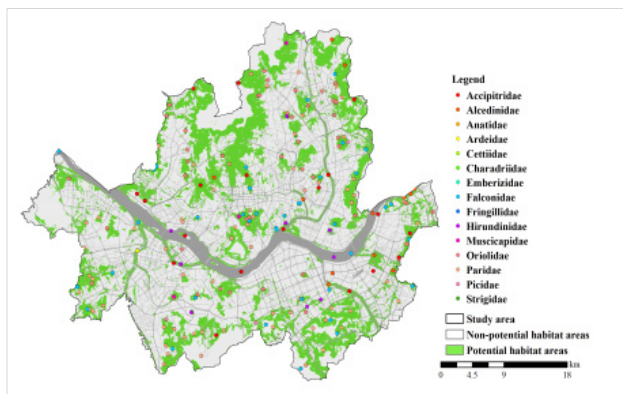 Legend
Accipitridae
Alcedinidae
Anatidae
Ardeidae
Cettiidae
Charadriidae
Emberizidae
Falconidae
Fringillidae
Hirundinidae
Muscicapidae
Oriolidae
Paridae
Picidae
Strigidae
Study area
Non-potential habitat areas
Potential habitat areas
km
0 4.5 9 18